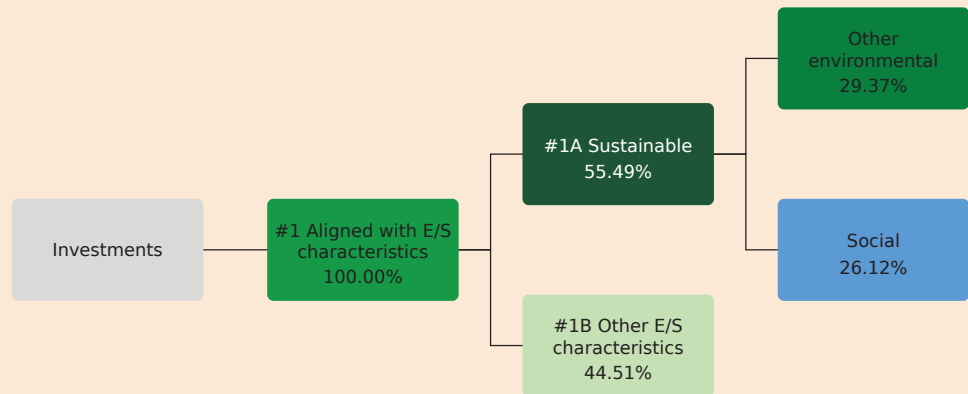 Other
environmental
29.37%
#1A Sustainable
55.49%
Investments
#1 Aligned with E/S
characteristics
100.00%
Social
26.12%
#1B Other E/S
characteristics
44.51%